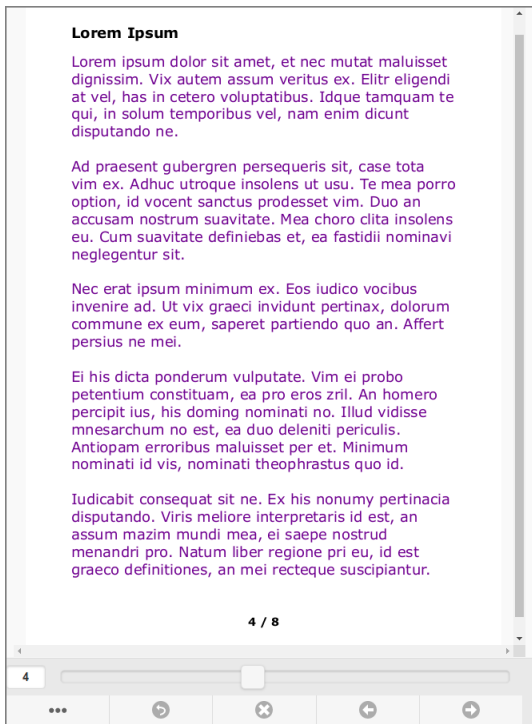 Lorem Ipsum
Lorem ipsum dolor sit amet, et nec mutat maluisset
dignissim. Vix autem assum veritus ex. Elitr eligendi
at vel, has in cetero voluptatibus. Idque tamquam te
qui, in solum temporibus vel, nam enim dicunt
disputando ne.
Ad praesent gubergren persequeris sit, case tota
vim ex. Adhuc utroque insolens ut usu. Te mea porro
option, id vocent sanctus prodesset vim. Duo an
accusam nostrum suavitate. Mea choro clita insolens
eu. Cum suavitate definiebas et, ea fastidii nominavi
neglegentur sit.
Nec erat ipsum minimum ex. Eos iudico vocibus
invenire ad. Ut vix graeci invidunt pertinax, dolorum
commune ex eum, saperet partiendo quo an. Affert
persius ne mei.
Ei his dicta ponderum vulputate. Vim ei probo
petentium constituam, ea pro eros zril. An homero
percipit ius, his doming nominati no. Illud vidisse
mnesarchum no est, ea duo deleniti periculis.
Antiopam erroribus maluisset per et. Minimum
nominati id vis, nominati theophrastus quo id.
Iudicabit consequat sit ne. Ex his nonumy pertinacia
disputando. Viris meliore interpretaris id est, an
assum mazim mundi mea, ei saepe nostrud
menandri pro. Natum liber regione pri eu, id est
graeco definitiones, an mei recteque suscipiantur.
4 / 8
4